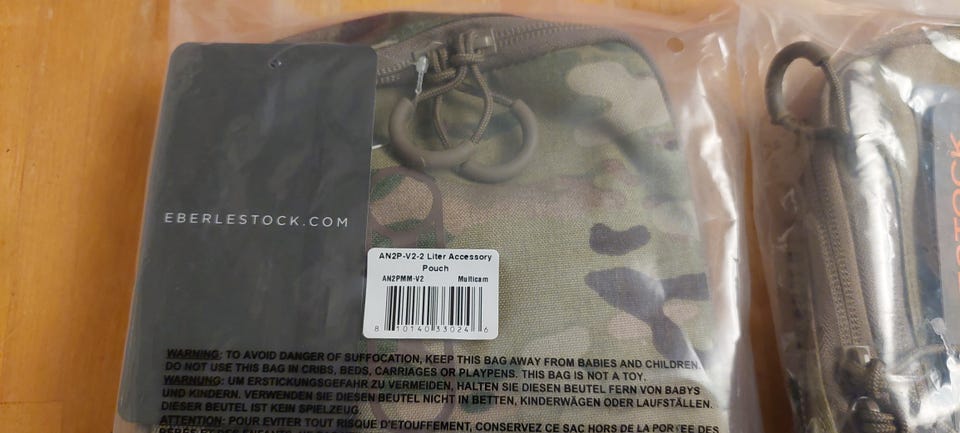 EBERLESTOCK.COM
AN2P-V2-2 Liter Accessory
Pouch
AN2PMM-V2 Multicam
8 10140 33024 6
WARNING: TO AVOID DANGER OF SUFFOCATION, KEEP THIS BAG AWAY FROM BABIES AND CHILDREN.
DO NOT USE THIS BAG IN CRIBS, BEDS, CARRIAGES OR PLAYPENS. THIS BAG IS NOT A TOY.
WARNUNG: UM ERSTICKUNGSGEFAHR ZU VERMEIDEN, HALTEN SIE DIESEN BEUTEL FERN VON BABYS
UND KINDERN. VERWENDEN SIE DIESEN BEUTEL NICHT IN BETTEN, KINDERWÄGEN ODER LAUFSTÄLLEN.
DIESER BEUTEL IST KEIN SPIELZEUG.
ATTENTION: POUR EVITER TOUT RISQUE D'ETOUFFEMENT, CONSERVEZ CE SAC HORS DE LA PORTEE DES
TOCK